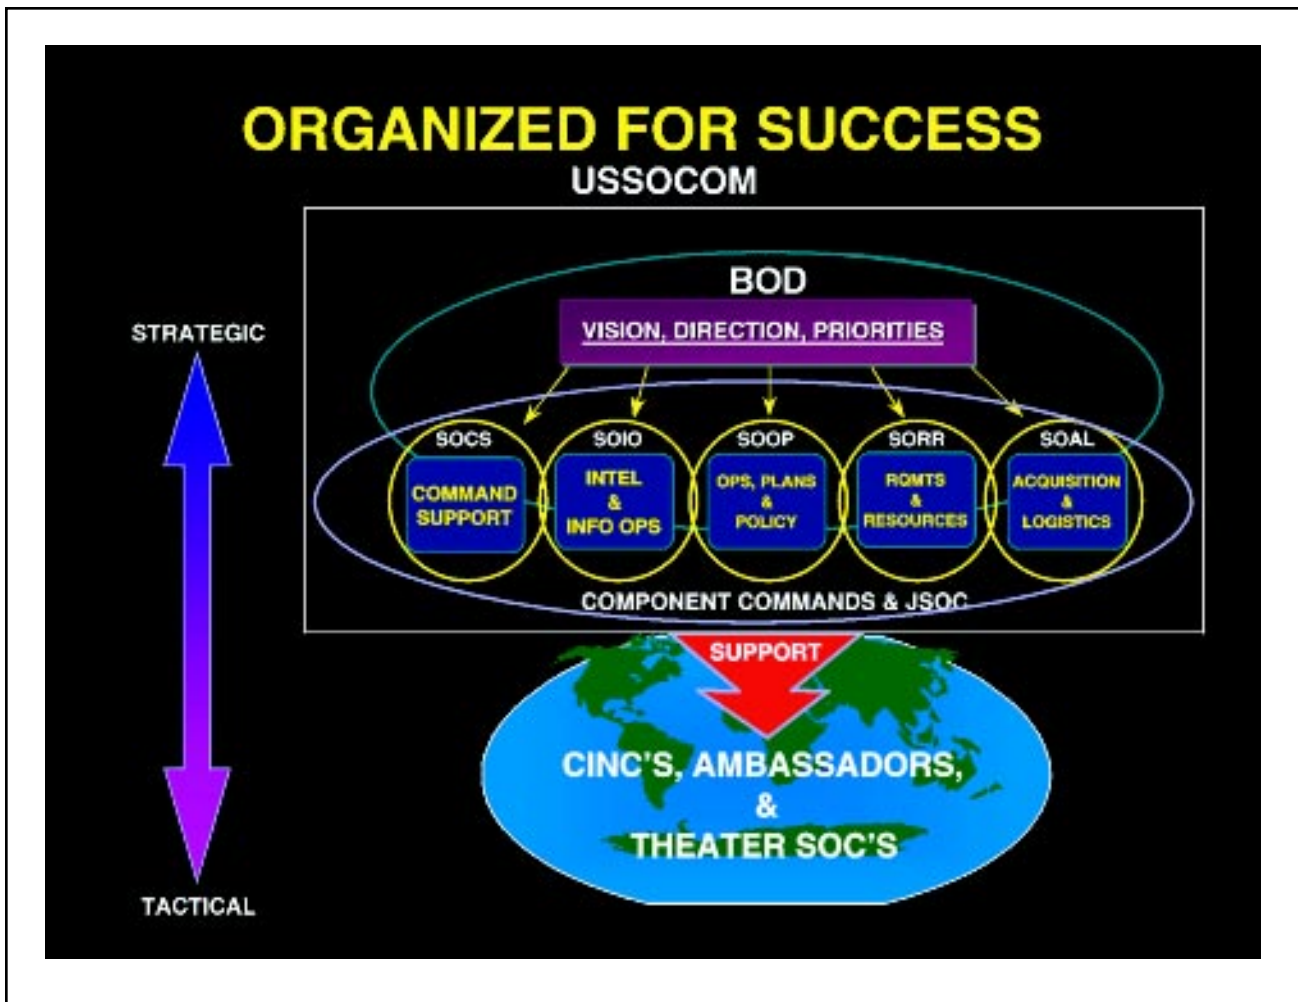 ORGANIZED FOR SUCCESS
USSOCOM
BOD
VISION, DIRECTION, PRIORITIES
STRATEGIC
SOCS
COMMAND
SUPPORT
SOIO
INTEL
&
INFO OPS
SOOP
OPS, PLANS
&
POLICY
SORR
RQMTS
&
RESOURCES
SOAL
ACQUISITION
&
LOGISTICS
COMPONENT COMMANDS & JSOC
SUPPORT
CINC'S, AMBASSADORS,
&
THEATER SOC'S
TACTICAL